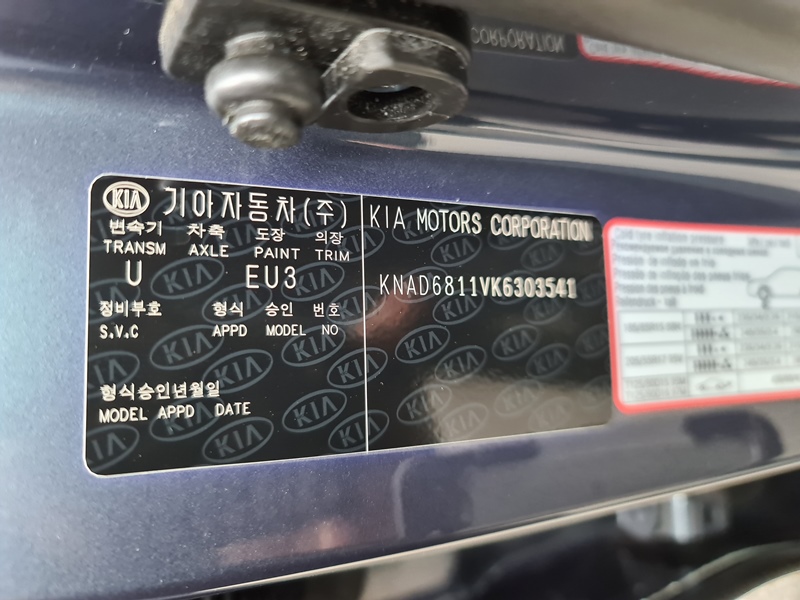 CORPORATION
KIA 기아자동차(주)
변속기 차축 도장 의장
TRANSM AXLE PAINT TRIM
U EU3
정비부호 형식 승인 번호
S.V.C APPD MODEL NO
형식승인년월일
MODEL APPD DATE
KIA MOTORS CORPORATION
KNAD6811VK6303541